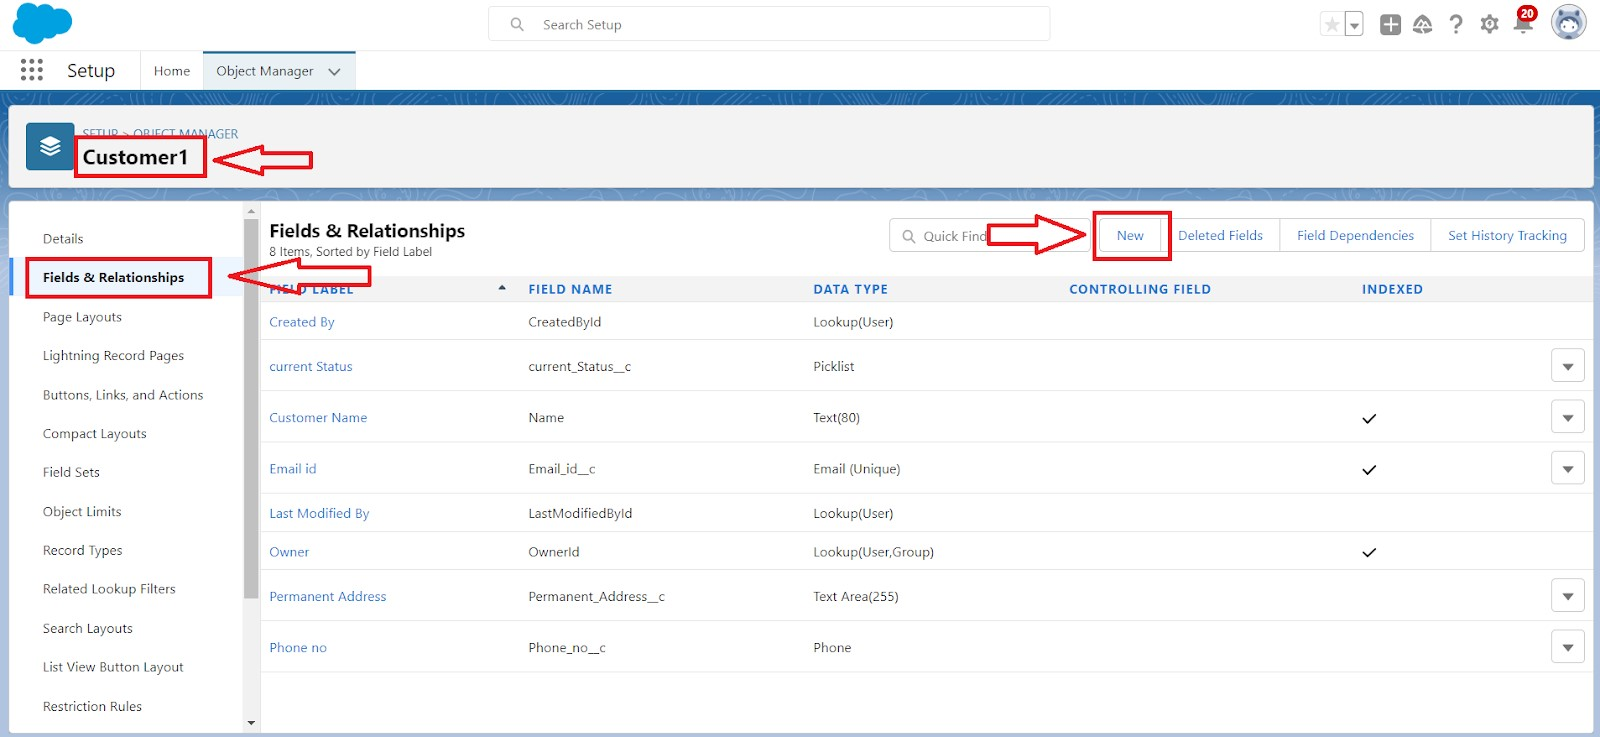 Search Setup
20
Setup
Home
Object Manager
SETUP > OBJECT MANAGER
Customer1
Details
Fields & Relationships
Page Layouts
Lightning Record Pages
Buttons, Links, and Actions
Compact Layouts
Field Sets
Object Limits
Record Types
Related Lookup Filters
Search Layouts
List View Button Layout
Restriction Rules
Fields & Relationships
8 Items, Sorted by Field Label
Quick Find
New
Deleted Fields
Field Dependencies
Set History Tracking
FIELD LABEL FIELD NAME DATA TYPE CONTROLLING FIELD INDEXED
Created By CreatedById Lookup(User)
current Status current_Status__c Picklist
Customer Name Name Text(80)
Email id Email_id__c Email (Unique)
Last Modified By LastModifiedById Lookup(User)
Owner OwnerId Lookup(User,Group)
Permanent Address Permanent_Address__c Text Area(255)
Phone no Phone_no__c Phone